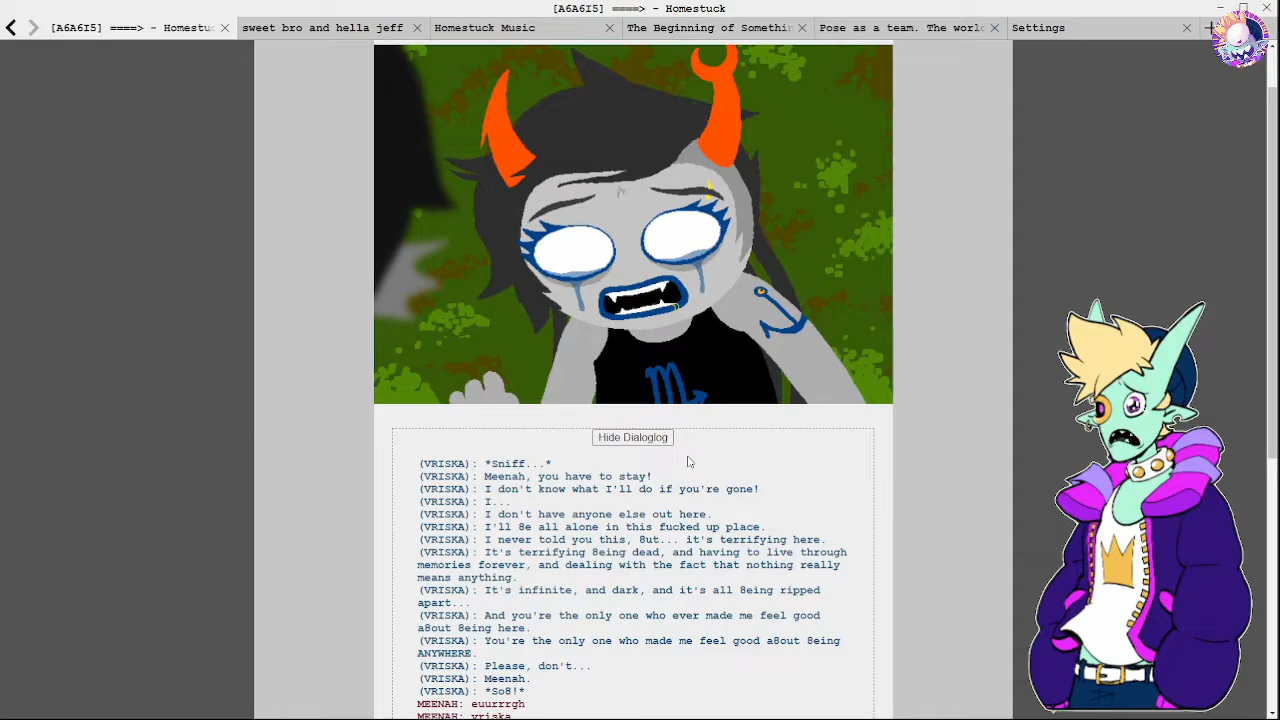 [A6A6I5] ====> - Homestuck
[A6A6I5] ====> - Homestuc
sweet bro and hella jeff
Homestuck Music
The Beginning of Somethin
Pose as a team. The worl
Settings
Hide Dialoglog
(VRISKA): *Sniff...*
(VRISKA): Meenah, you have to stay!
(VRISKA): I don't know what I'll do if you're gone!
(VRISKA): I...
(VRISKA): I don't have anyone else out here.
(VRISKA): I'll 8e all alone in this fucked up place.
(VRISKA): I never told you this, 8ut... it's terrifying here.
(VRISKA): It's terrifying 8eing dead, and having to live through
memories forever, and dealing with the fact that nothing really
means anything.
(VRISKA): It's infinite, and dark, and it's all 8eing ripped
apart...
(VRISKA): And you're the only one who ever made me feel good
a8out 8eing here.
(VRISKA): You're the only one who made me feel good a8out 8eing
ANYWHERE.
(VRISKA): Please, don't...
(VRISKA): Meenah.
(VRISKA): *So8!*
MEENAH: euurrrgh
MEENAH: vriska